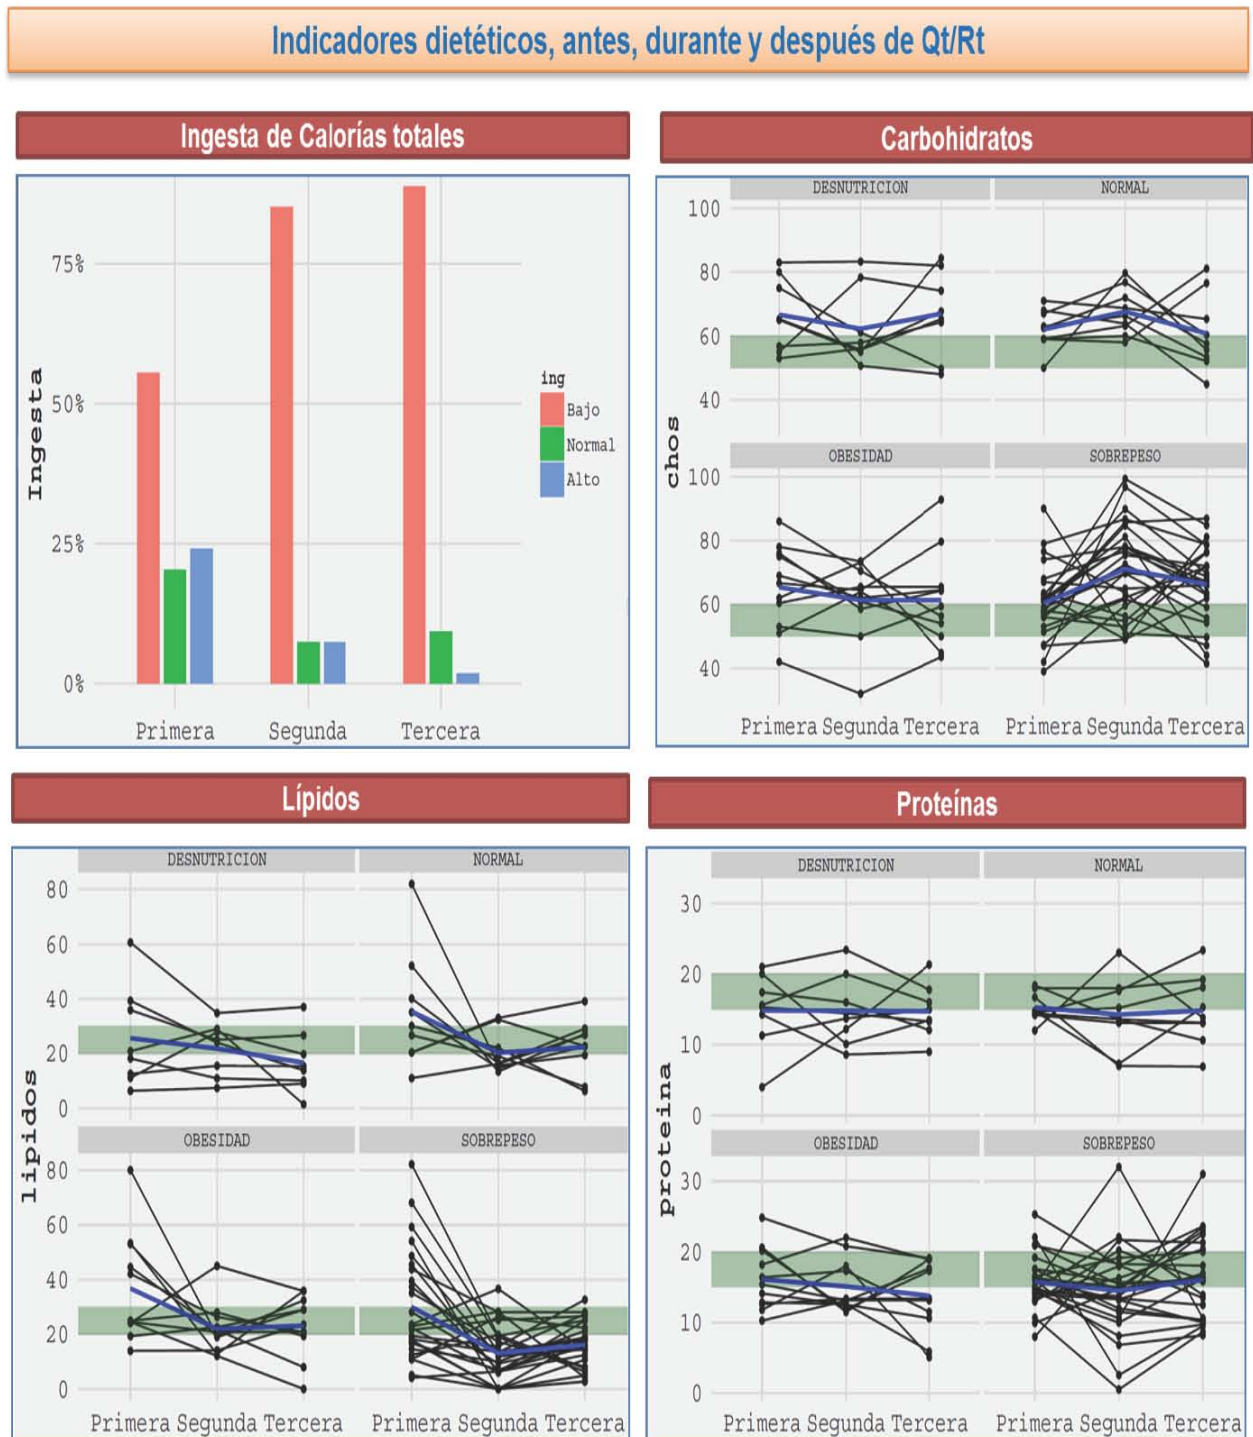 Indicadores dietéticos, antes, durante y después de Qt/Rt
Ingesta de Calorías totales
75%
50%
25%
0%
Ingesta
Primera Segunda Tercera
ing
Bajo
Normal
Alto
Carbohidratos
DESNUTRICION NORMAL
100
80
60
40
OBESIDAD SOBREPESO
100
80
60
40
chos
Primera Segunda Tercera Primera Segunda Tercera
Lípidos
DESNUTRICION NORMAL
80
60
40
20
0
OBESIDAD SOBREPESO
80
60
40
20
0
lipidos
Primera Segunda Tercera Primera Segunda Tercera
Proteínas
DESNUTRICION NORMAL
30
20
10
0
OBESIDAD SOBREPESO
30
20
10
0
proteina
Primera Segunda Tercera Primera Segunda Tercera